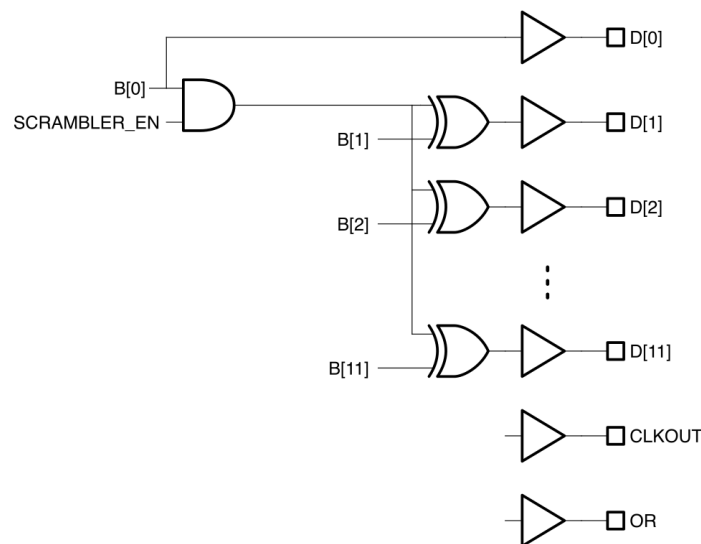 D[0]
B[0]
SCRAMBLER_EN
D[1]
B[1]
D[2]
B[2]
D[11]
B[11]
CLKOUT
OR